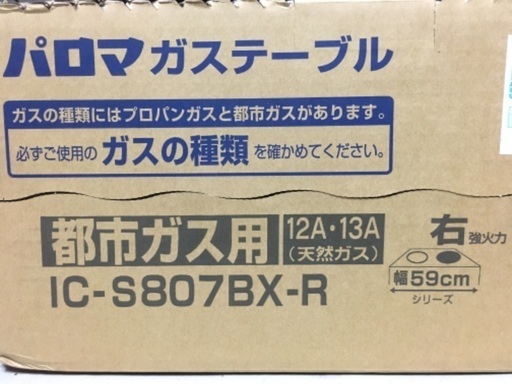 パロマ ガステーブル
ガスの種類にはプロパンガスと都市ガスがあります。
必ずご使用の ガスの種類 を確かめてください。
都市ガス用 12A・13A (天然ガス)
IC-S807BX-R
右 強火力
幅59cm
シリーズ